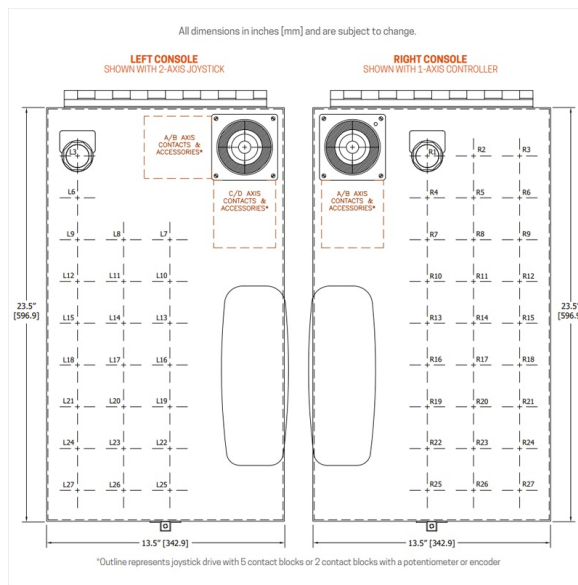 All dimensions in inches [mm] and are subject to change.
LEFT CONSOLE
SHOWN WITH 2-AXIS JOYSTICK
RIGHT CONSOLE
SHOWN WITH 1-AXIS CONTROLLER
A/B AXIS
CONTACTS &
ACCESSORIES*
C/D AXIS
CONTACTS &
ACCESSORIES*
A/B AXIS
CONTACTS &
ACCESSORIES*
L3
R1 R2 R3
L6
R4 R5 R6
L9 L8 L7
R7 R8 R9
L12 L11 L10
R10 R11 R12
23.5"
[596.9]
23.5"
[596.9]
L15 L14 L13
R13 R14 R15
L18 L17 L16
R16 R17 R18
L21 L20 L19
R19 R20 R21
L24 L23 L22
R22 R23 R24
L27 L26 L25
R25 R26 R27
13.5" [342.9]
13.5" [342.9]
*Outline represents joystick drive with 5 contact blocks or 2 contact blocks with a potentiometer or encoder